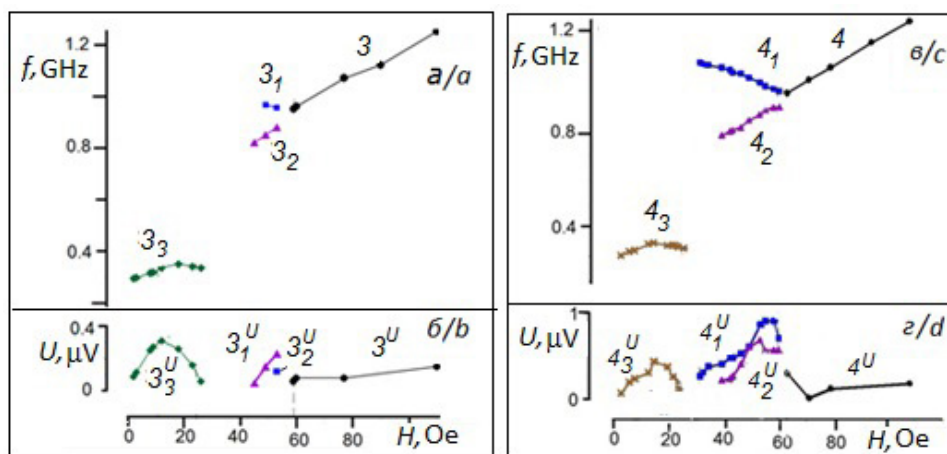 1.2
f, GHz
0.8
0.4
3₁
3
3₂
3₃
а/a
U, μV
0.4
0
3₃ᵁ
3₁ᵁ
3₂ᵁ
3ᵁ
б/b
0
20
40
60
80
H, Oe
1.2
f, GHz
0.8
0.4
4₁
4
4₂
4₃
в/c
U, μV
1
0
4₃ᵁ
4₁ᵁ
4₂ᵁ
4ᵁ
г/d
0
20
40
60
80
H, Oe